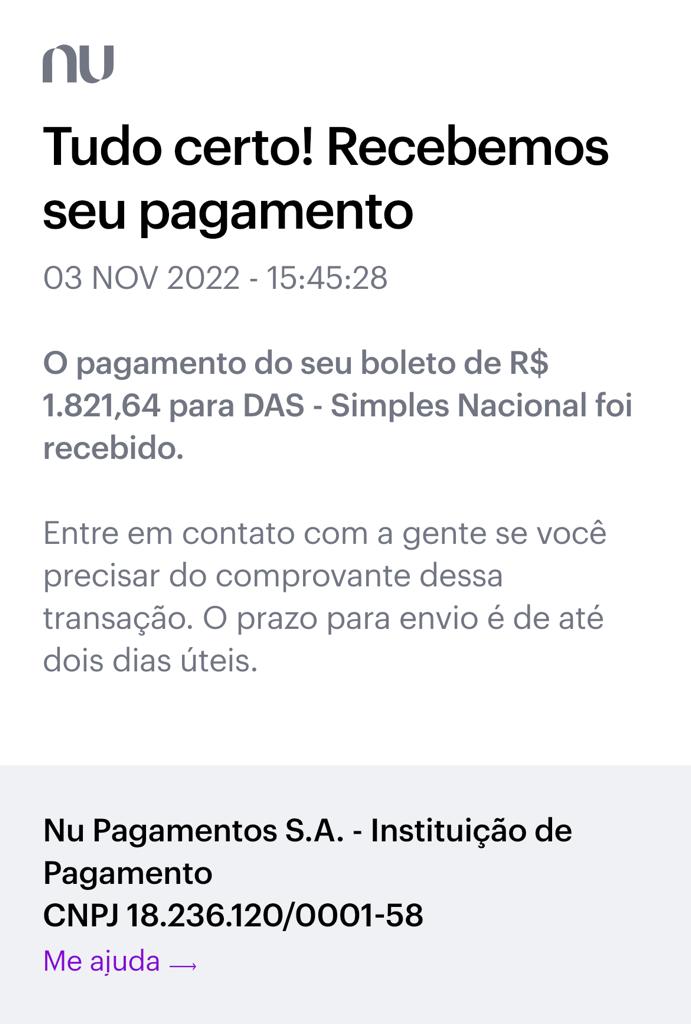 nu
Tudo certo! Recebemos
seu pagamento
03 NOV 2022 - 15:45:28
O pagamento do seu boleto de R$
1.821,64 para DAS - Simples Nacional foi
recebido.
Entre em contato com a gente se você
precisar do comprovante dessa
transação. O prazo para envio é de até
dois dias úteis.
Nu Pagamentos S.A. - Instituição de
Pagamento
CNPJ 18.236.120/0001-58
Me ajuda →